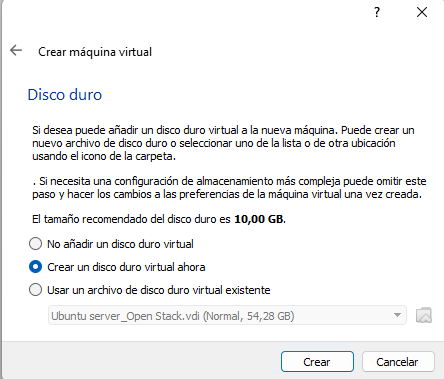 ?
Crear máquina virtual
Disco duro
Si desea puede añadir un disco duro virtual a la nueva máquina. Puede crear un
nuevo archivo de disco duro o seleccionar uno de la lista o de otra ubicación
usando el icono de la carpeta.
. Si necesita una configuración de almacenamiento más compleja puede omitir este
paso y hacer los cambios a las preferencias de la máquina virtual una vez creada.
El tamaño recomendado del disco duro es 10,00 GB.
No añadir un disco duro virtual
Crear un disco duro virtual ahora
Usar un archivo de disco duro virtual existente
Ubuntu server_Open Stack.vdi (Normal, 54,28 GB)
Crear
Cancelar